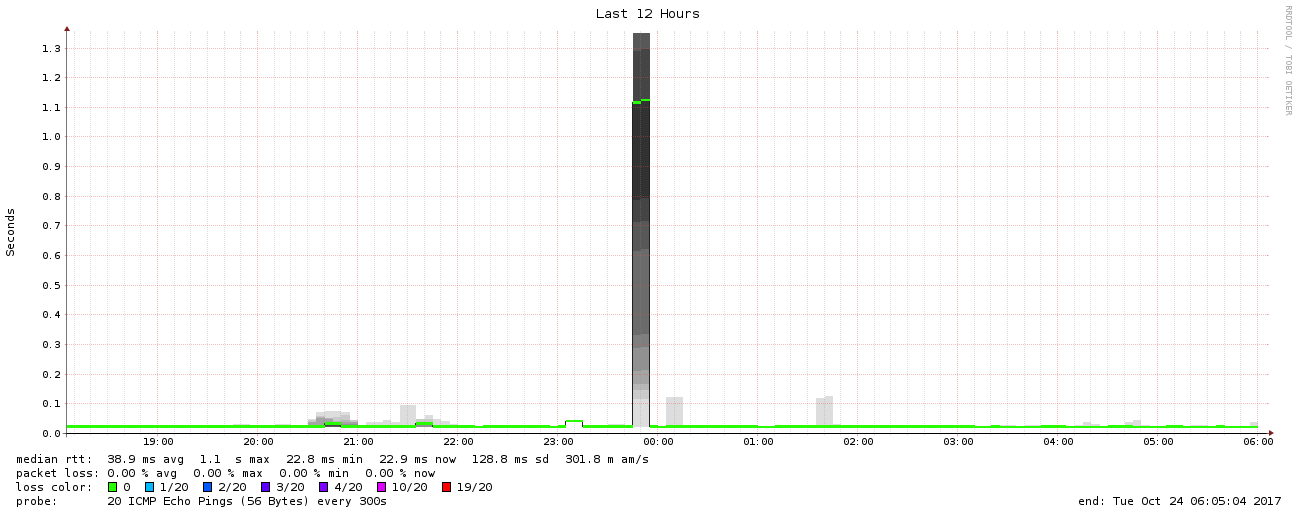 Last 12 Hours
RRDTOOL / TOBI OETIKER
Seconds
1.3
1.2
1.1
1.0
0.9
0.8
0.7
0.6
0.5
0.4
0.3
0.2
0.1
0.0
19:00 20:00 21:00 22:00 23:00 00:00 01:00 02:00 03:00 04:00 05:00 06:00
median rtt: 38.9 ms avg 1.1 s max 22.8 ms min 22.9 ms now 128.8 ms sd 301.8 m am/s
packet loss: 0.00 % avg 0.00 % max 0.00 % min 0.00 % now
loss color: 0 1/20 2/20 3/20 4/20 10/20 19/20
probe: 20 ICMP Echo Pings (56 Bytes) every 300s end: Tue Oct 24 06:05:04 2017